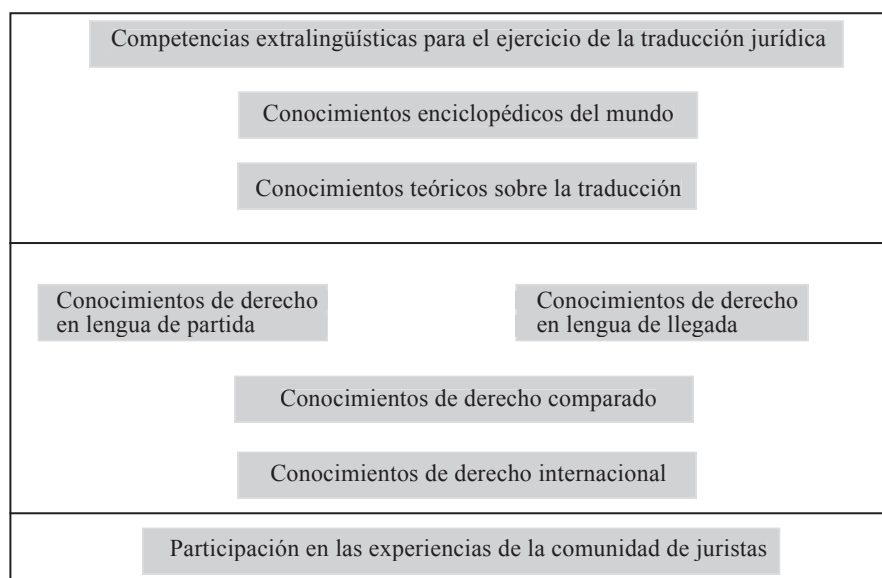 Competencias extralingüísticas para el ejercicio de la traducción jurídica
Conocimientos enciclopédicos del mundo
Conocimientos teóricos sobre la traducción
Conocimientos de derecho
en lengua de partida
Conocimientos de derecho
en lengua de llegada
Conocimientos de derecho comparado
Conocimientos de derecho internacional
Participación en las experiencias de la comunidad de juristas